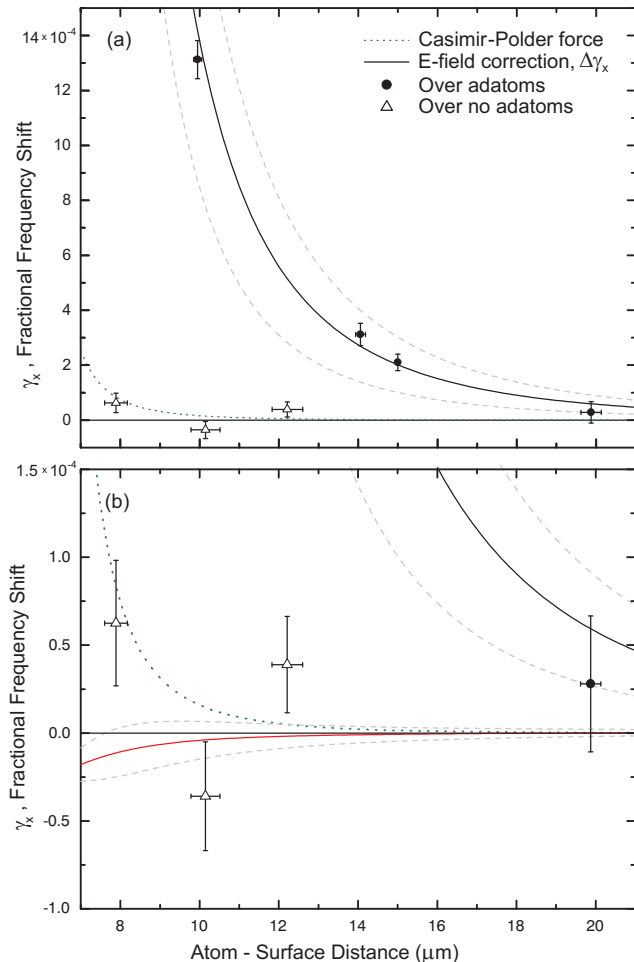 14×10⁻⁴
(a)
Casimir-Polder force
E-field correction, Δγₓ
Over adatoms
Over no adatoms
12
10
8
6
4
2
0
γₓ , Fractional Frequency Shift
1.5×10⁻⁴
(b)
1.0
0.5
0.0
-0.5
-1.0
γₓ , Fractional Frequency Shift
8 10 12 14 16 18 20
Atom - Surface Distance (μm)